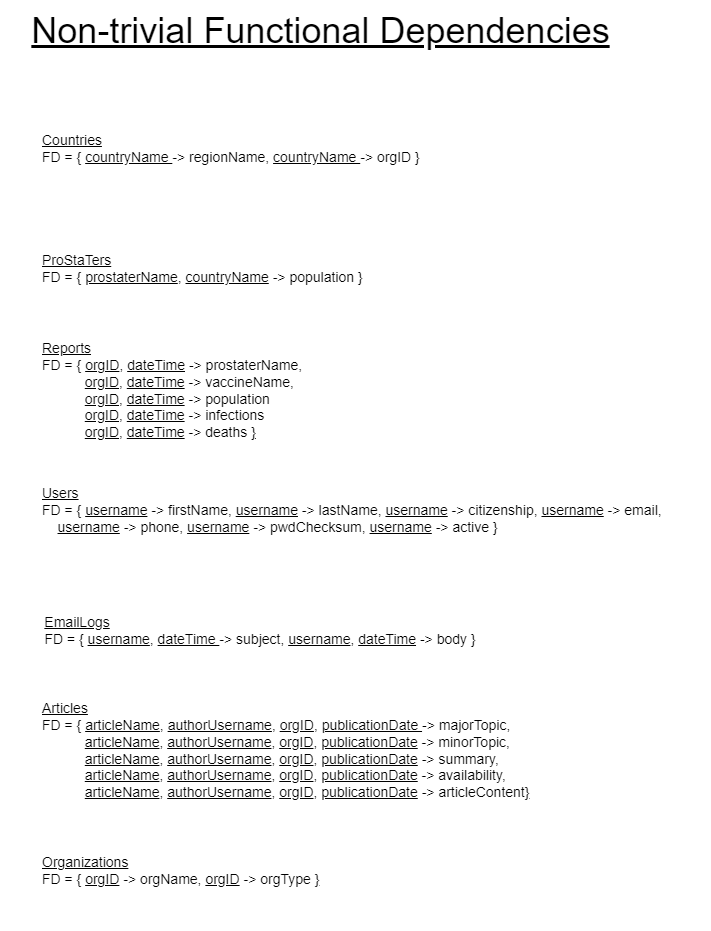 Non-trivial Functional Dependencies
Countries
FD = { countryName -> regionName, countryName -> orgID }
ProStaTers
FD = { prostaterName, countryName -> population }
Reports
FD = { orgID, dateTime -> prostaterName,
orgID, dateTime -> vaccineName,
orgID, dateTime -> population
orgID, dateTime -> infections
orgID, dateTime -> deaths }
Users
FD = { username -> firstName, username -> lastName, username -> citizenship, username -> email,
username -> phone, username -> pwdChecksum, username -> active }
EmailLogs
FD = { username, dateTime -> subject, username, dateTime -> body }
Articles
FD = { articleName, authorUsername, orgID, publicationDate -> majorTopic,
articleName, authorUsername, orgID, publicationDate -> minorTopic,
articleName, authorUsername, orgID, publicationDate -> summary,
articleName, authorUsername, orgID, publicationDate -> availability,
articleName, authorUsername, orgID, publicationDate -> articleContent}
Organizations
FD = { orgID -> orgName, orgID -> orgType }